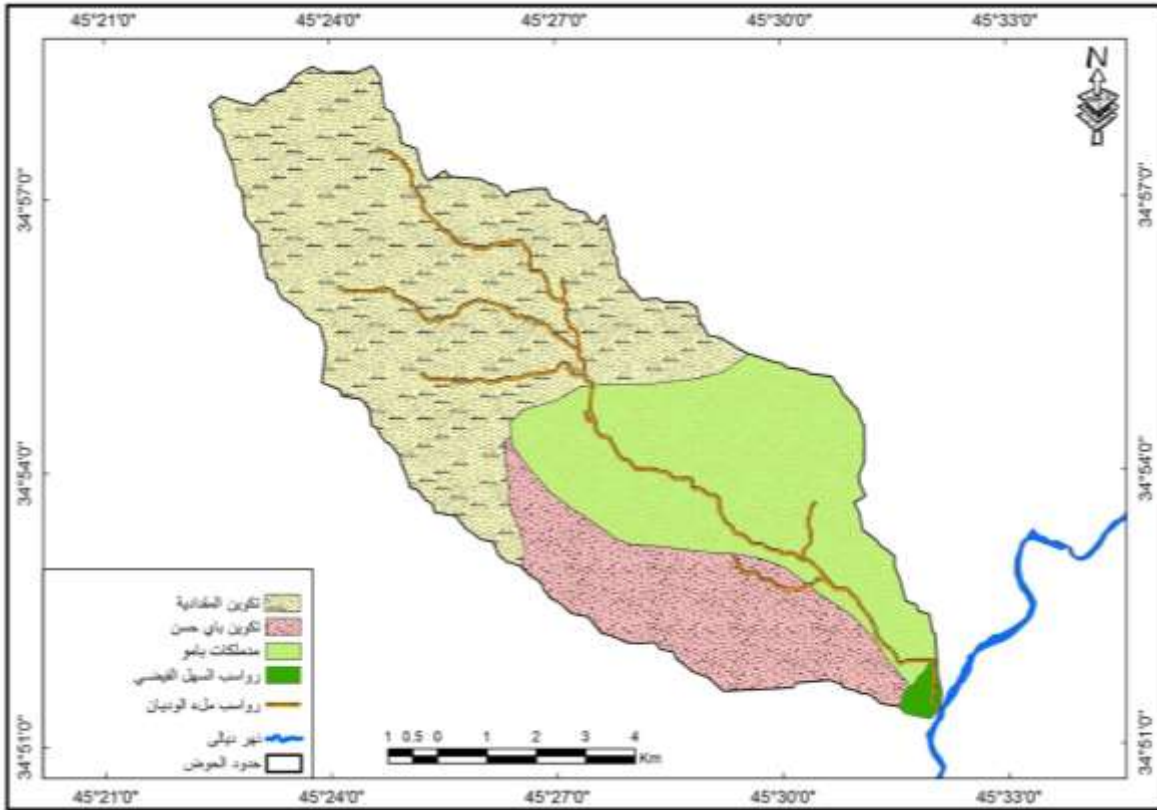 45°21'0" 45°24'0" 45°27'0" 45°30'0" 45°33'0"
N
34°57'0" 34°57'0"
34°54'0" 34°54'0"
34°51'0" 34°51'0"
تكوين المقدادية
تكوين باي حسن
مدملكات بامو
رواسب السهل الفيضي
رواسب ملء الوديان
نهر ديالى
حدود الحوض
1 0.5 0 1 2 3 4
Km
45°21'0" 45°24'0" 45°27'0" 45°30'0" 45°33'0"